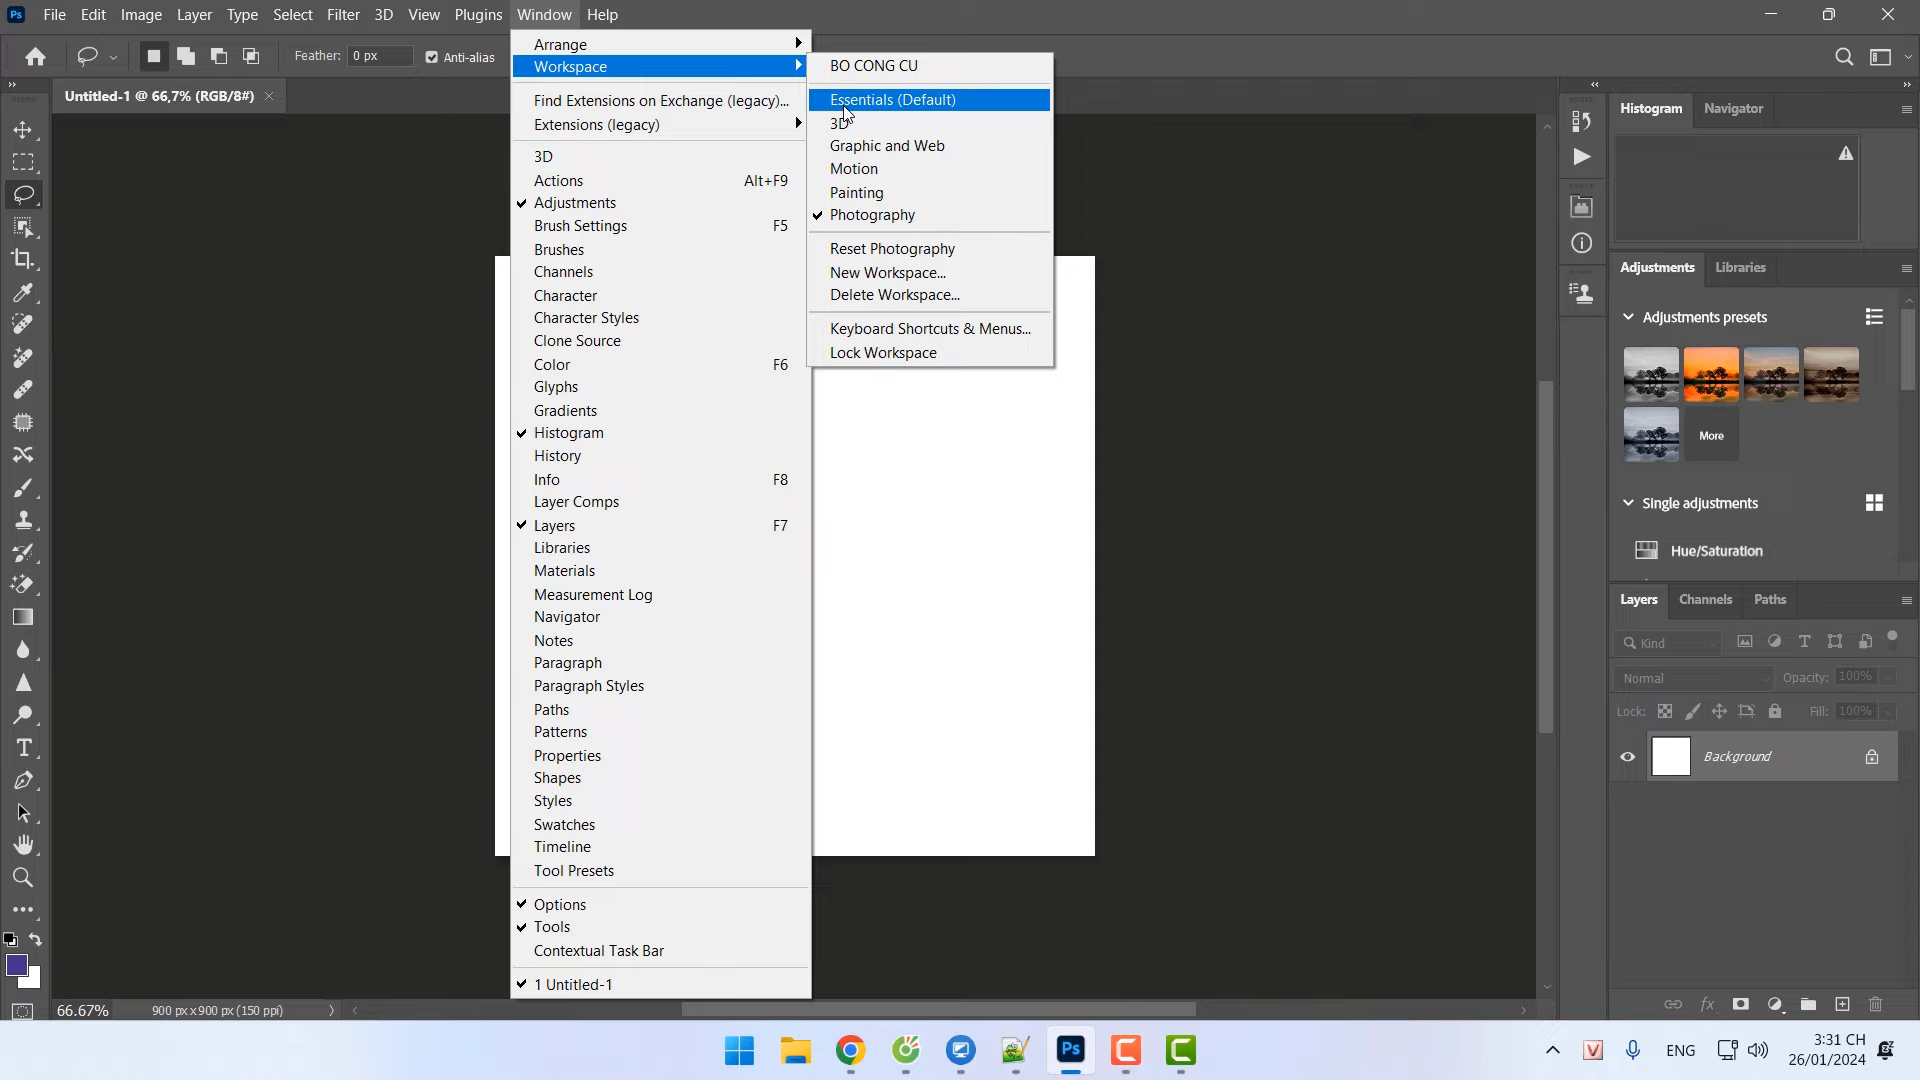 Ps File Edit Image Layer Type Select Filter 3D View Plugins Window Help
Feather: 0 px Anti-alias
Untitled-1 @ 66,7% (RGB/8#)
Arrange
Workspace
Find Extensions on Exchange (legacy)...
Extensions (legacy)
3D
Actions Alt+F9
Adjustments
Brush Settings F5
Brushes
Channels
Character
Character Styles
Clone Source
Color F6
Glyphs
Gradients
Histogram
History
Info F8
Layer Comps
Layers F7
Libraries
Materials
Measurement Log
Navigator
Notes
Paragraph
Paragraph Styles
Paths
Patterns
Properties
Shapes
Styles
Swatches
Timeline
Tool Presets
Options
Tools
Contextual Task Bar
1 Untitled-1
BO CONG CU
Essentials (Default)
3D
Graphic and Web
Motion
Painting
Photography
Reset Photography
New Workspace...
Delete Workspace...
Keyboard Shortcuts & Menus...
Lock Workspace
Histogram Navigator
Adjustments Libraries
Adjustments presets
More
Single adjustments
Hue/Saturation
Layers Channels Paths
Kind
Normal Opacity: 100%
Lock: Fill: 100%
Background
66.67% 900 px x 900 px (150 ppi)
Ps
ENG
3:31 CH
26/01/2024